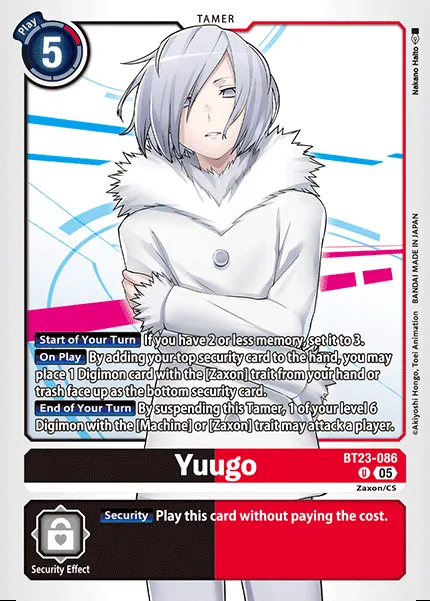 TAMER
Play
5
Nakano Haito
Start of Your Turn If you have 2 or less memory, set it to 3.
On Play By adding your top security card to the hand, you may
place 1 Digimon card with the [Zaxon] trait from your hand or
trash face up as the bottom security card.
End of Your Turn By suspending this Tamer, 1 of your level 6
Digimon with the [Machine] or [Zaxon] trait may attack a player.
©Akiyoshi Hongo, Toei Animation BANDAI MADE IN JAPAN
Yuugo
BT23-086
U 05
Zaxon/CS
Security Play this card without paying the cost.
Security Effect